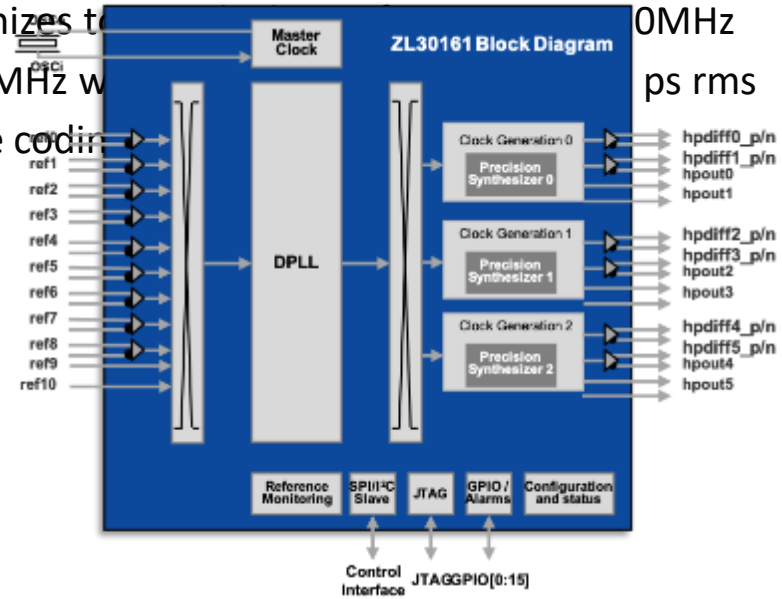 nizes t
0MHz
MHz w
ps rms
e codin
OSCi
Master
Clock
ZL30161 Block Diagram
ref1
ref2
ref3
ref4
ref5
ref6
ref7
ref8
ref9
ref10
DPLL
Clock Generation 0
Precision
Synthesizer 0
Clock Generation 1
Precision
Synthesizer 1
Clock Generation 2
Precision
Synthesizer 2
hpdiff0_p/n
hpdiff1_p/n
hpout0
hpout1
hpdiff2_p/n
hpdiff3_p/n
hpout2
hpout3
hpdiff4_p/n
hpdiff5_p/n
hpout4
hpout5
Reference
Monitoring
SPI/I²C
Slave
JTAG
GPIO /
Alarms
Configuration
and status
Control
Interface
JTAG
GPIO[0:15]